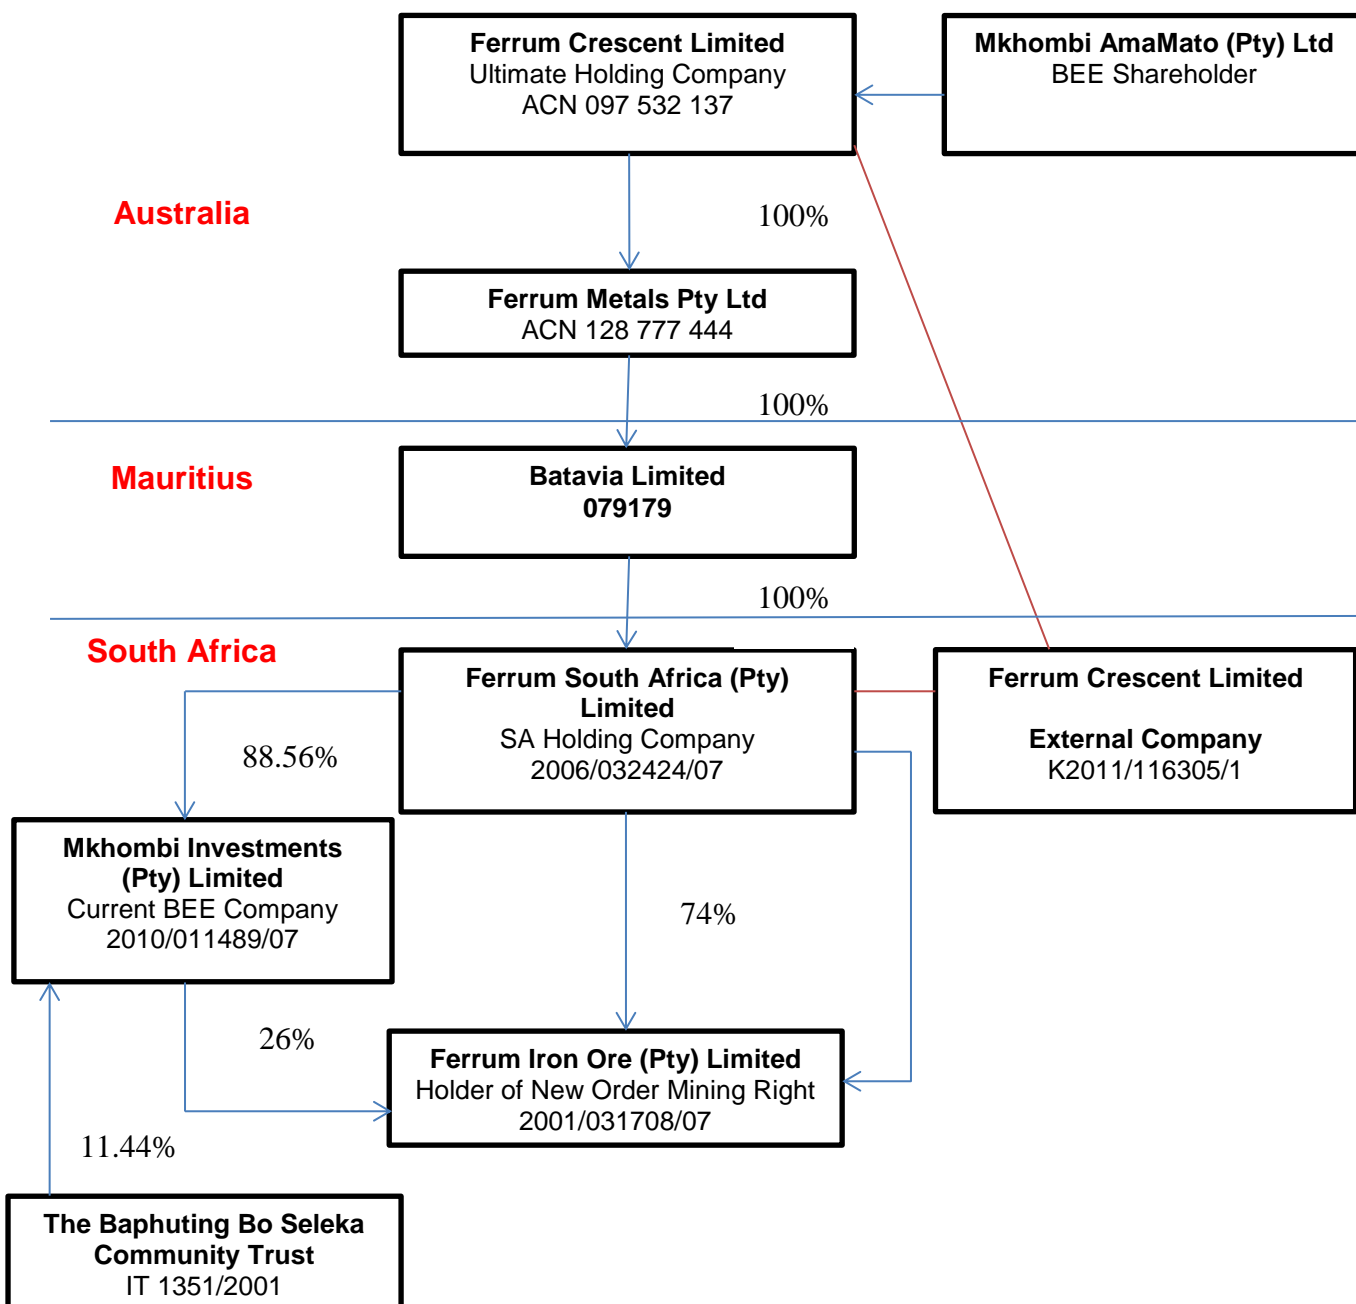 Ferrum Crescent Limited
Ultimate Holding Company
ACN 097 532 137
Mkhombi AmaMato (Pty) Ltd
BEE Shareholder
Australia
100%
Ferrum Metals Pty Ltd
ACN 128 777 444
100%
Mauritius
Batavia Limited
079179
100%
South Africa
Ferrum South Africa (Pty)
Limited
SA Holding Company
2006/032424/07
Ferrum Crescent Limited
External Company
K2011/116305/1
88.56%
Mkhombi Investments
(Pty) Limited
Current BEE Company
2010/011489/07
74%
26%
Ferrum Iron Ore (Pty) Limited
Holder of New Order Mining Right
2001/031708/07
11.44%
The Baphuting Bo Seleka
Community Trust
IT 1351/2001